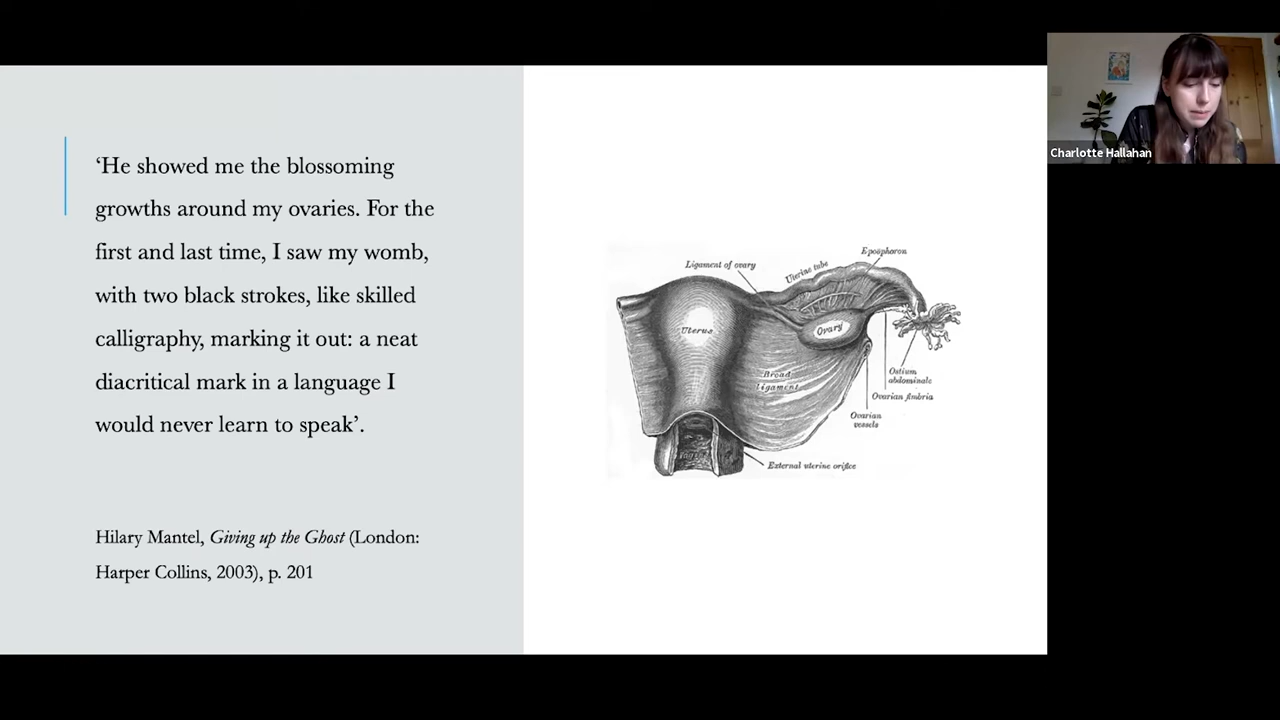 ‘He showed me the blossoming
growths around my ovaries. For the
first and last time, I saw my womb,
with two black strokes, like skilled
calligraphy, marking it out: a neat
diacritical mark in a language I
would never learn to speak’.
Hilary Mantel, Giving up the Ghost (London:
Harper Collins, 2003), p. 201
Ligament of ovary
Uterine tube
Epoophoron
Uterus
Ovary
Broad
ligament
Ostium
abdominale
Ovarian fimbria
Ovarian
vessels
Vagina
External uterine orifice
Charlotte Hallahan